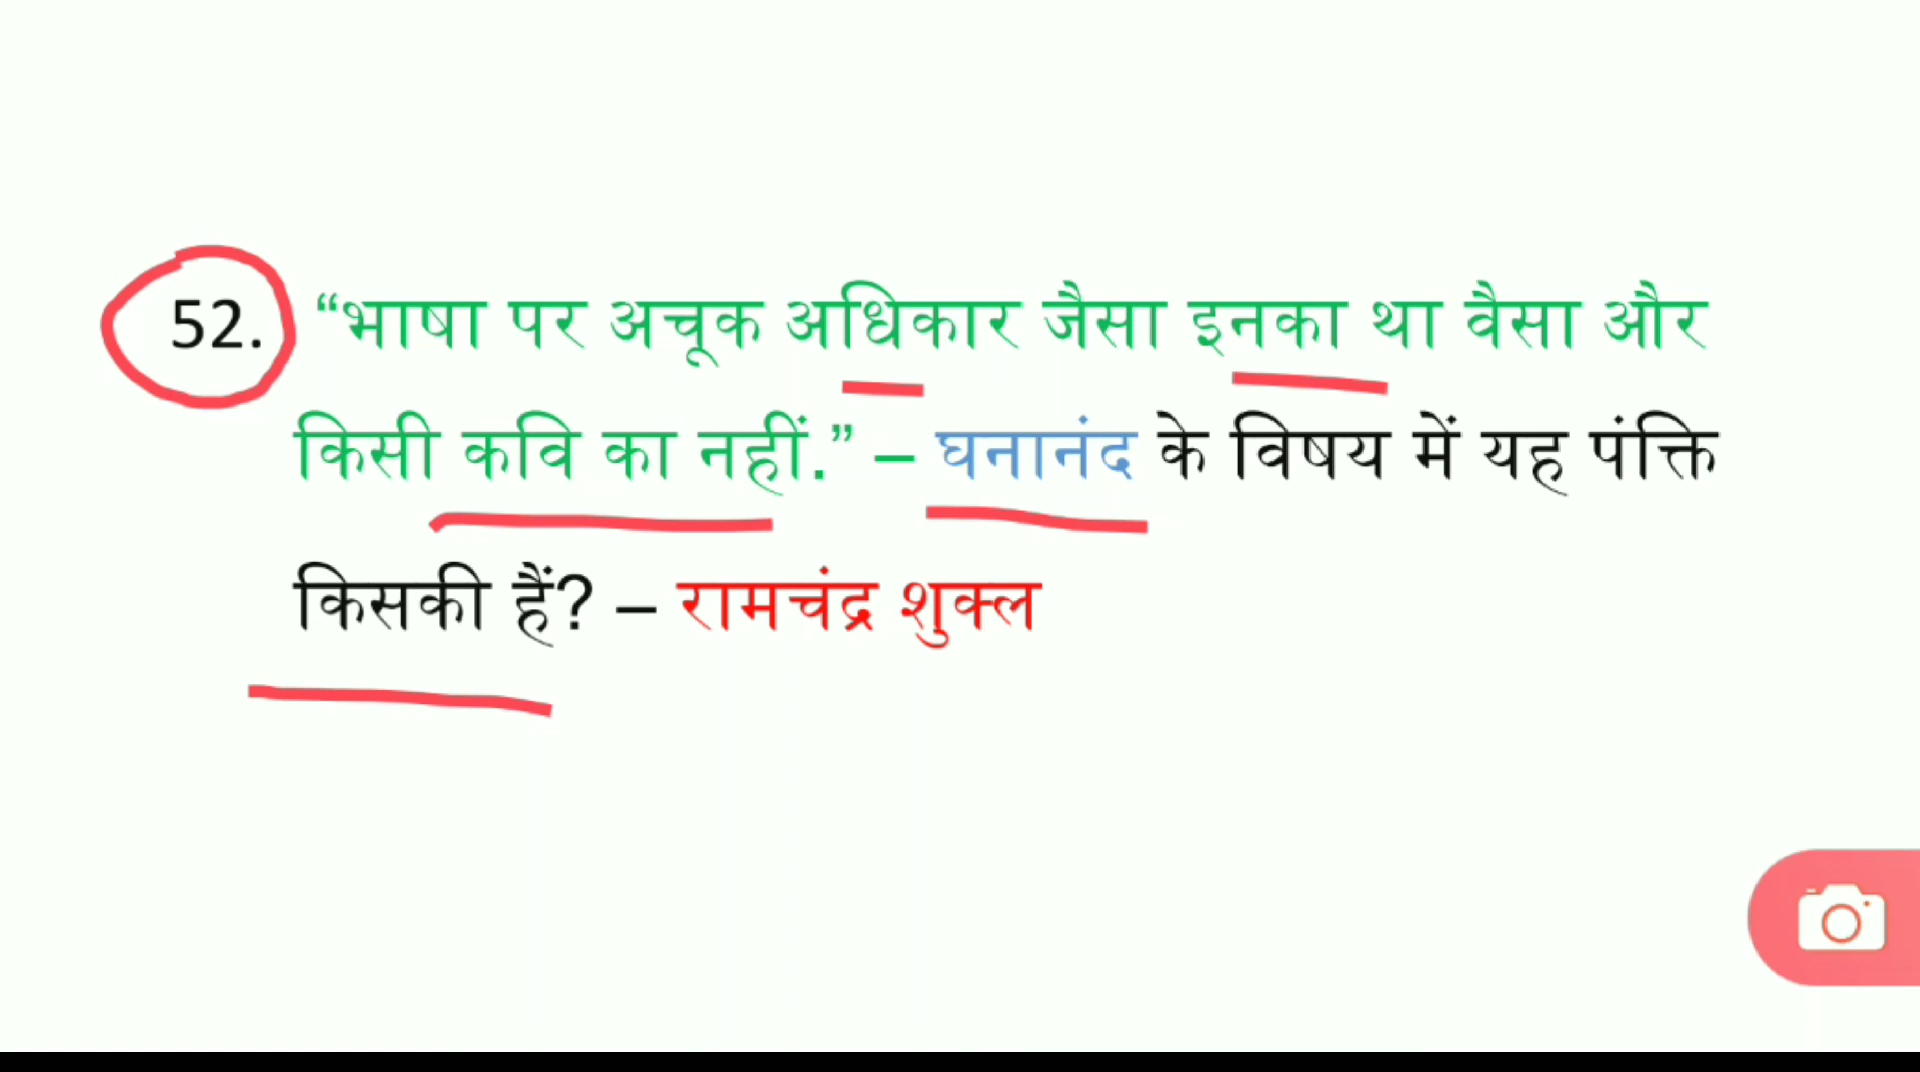 52. “भाषा पर अचूक अधिकार जैसा इनका था वैसा और
किसी कवि का नहीं.” – घनानंद के विषय में यह पंक्ति
किसकी हैं? – रामचंद्र शुक्ल